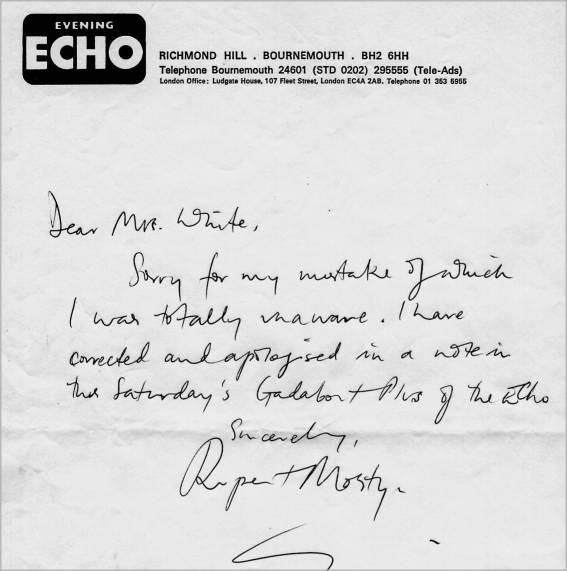 EVENING
ECHO
RICHMOND HILL . BOURNEMOUTH . BH2 6HH
Telephone Bournemouth 24601 (STD 0202) 295555 (Tele-Ads)
London Office: Ludgate House, 107 Fleet Street, London EC4A 2AB. Telephone 01 353 5955
Dear Mrs. White,
Sorry for my mistake of which
I was totally unaware. I have
corrected and apologised in a note in
this Saturday's Gadabout Plus of the Echo
Sincerely,
Rupert Mostyn